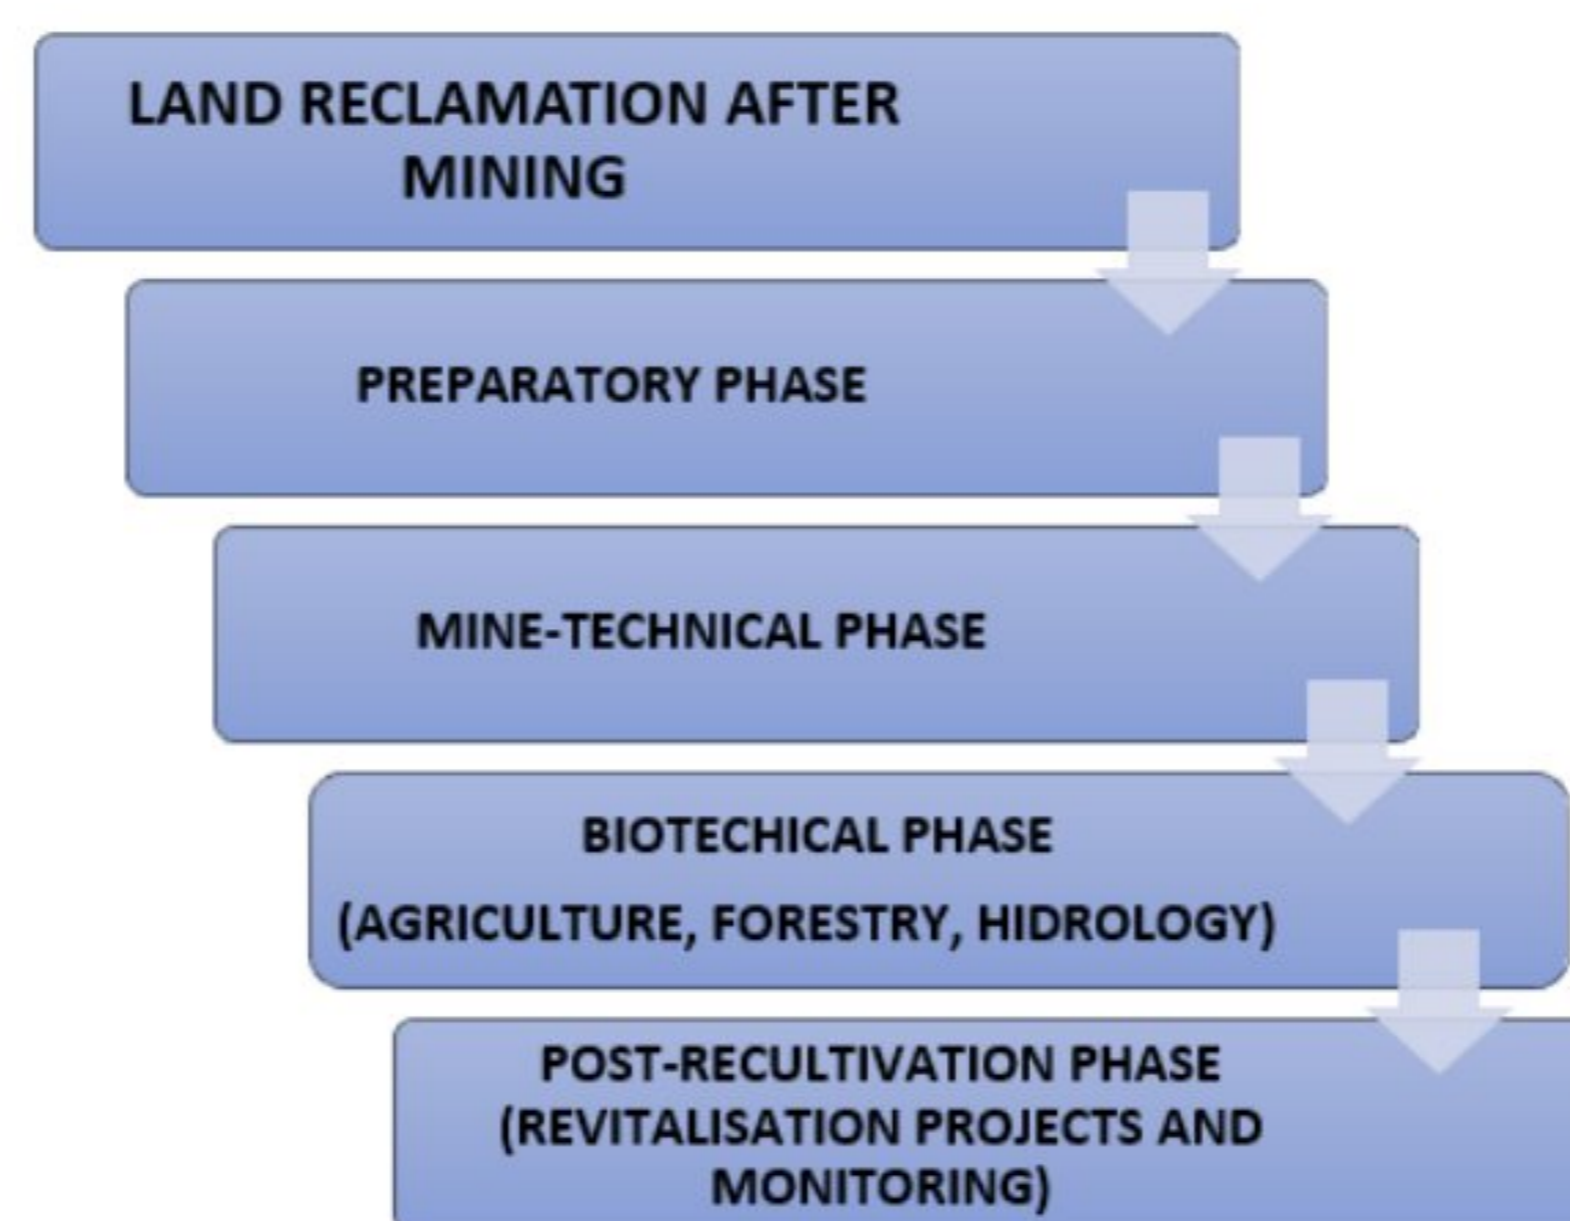 LAND RECLAMATION AFTER
MINING
PREPARATORY PHASE
MINE-TECHNICAL PHASE
BIOTECHICAL PHASE
(AGRICULTURE, FORESTRY, HIDROLOGY)
POST-RECULTIVATION PHASE
(REVITALISATION PROJECTS AND
MONITORING)